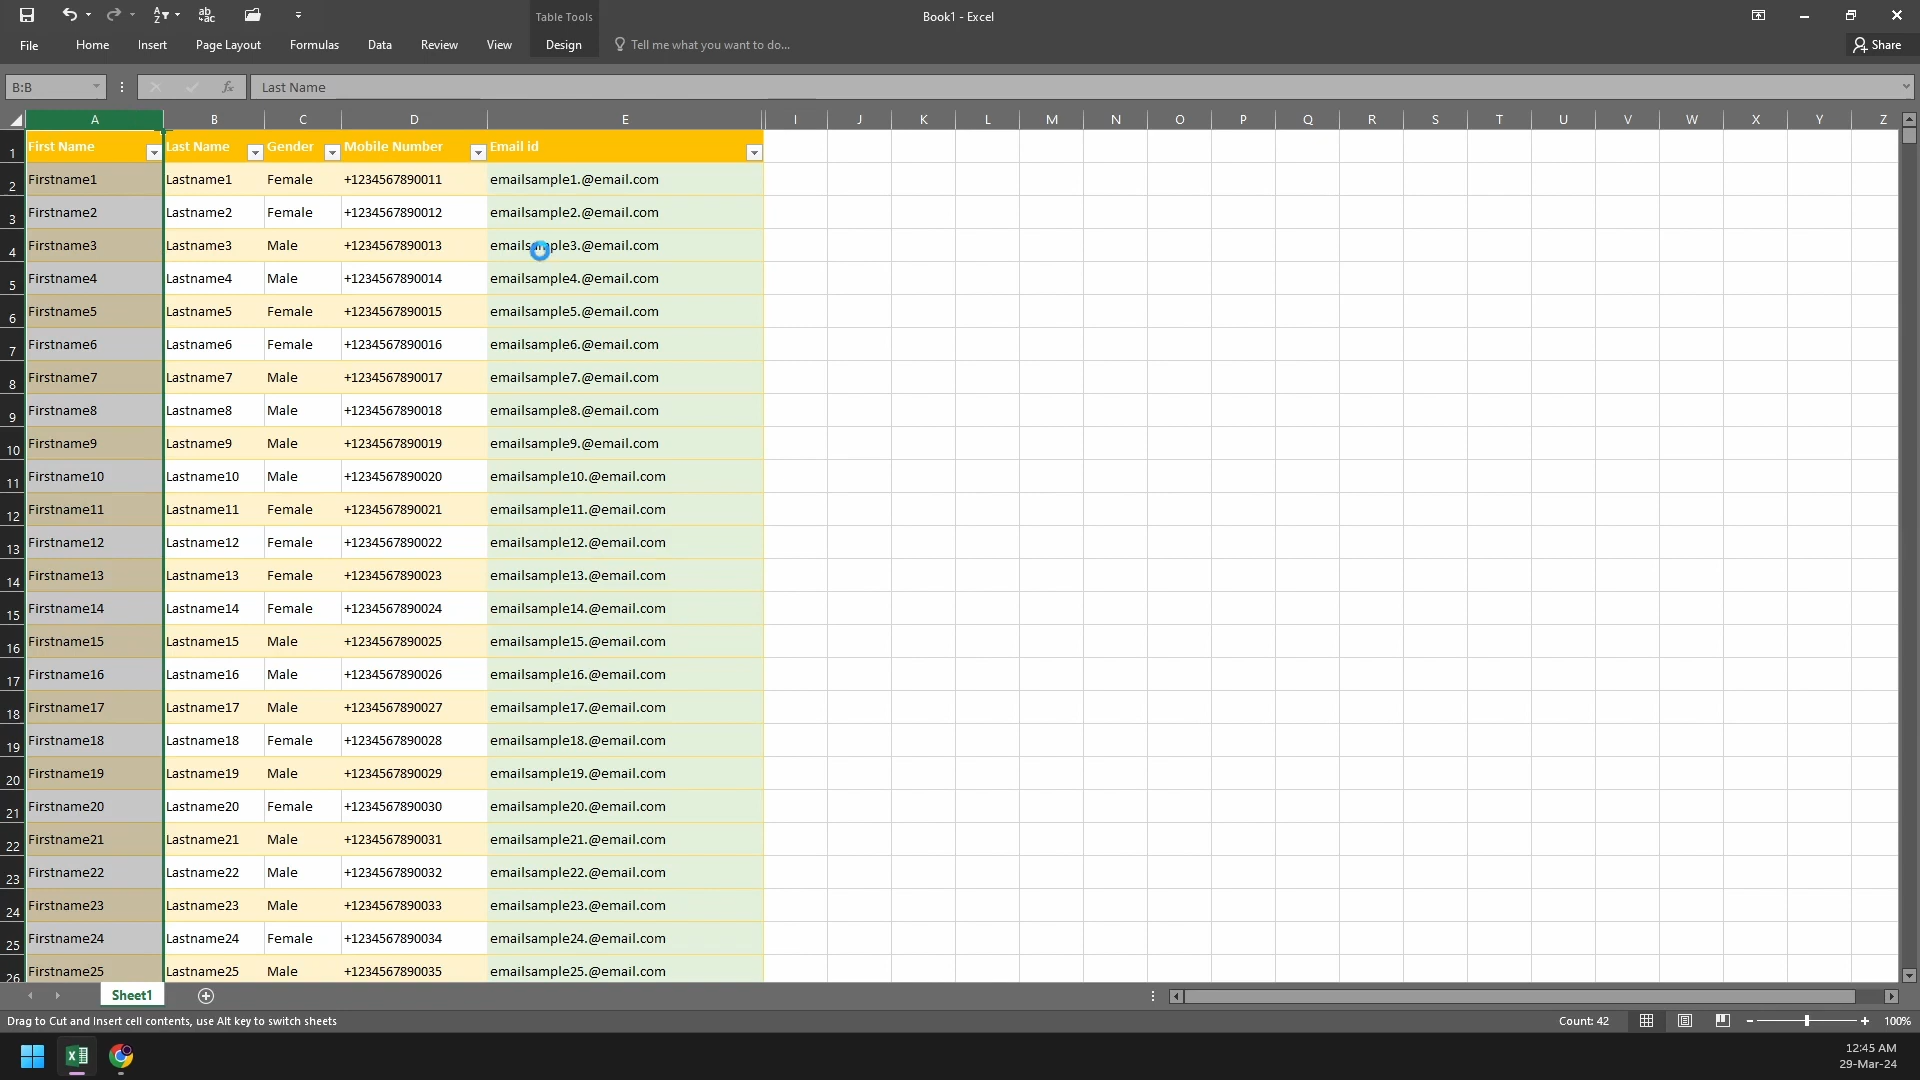 Table Tools
Book1 - Excel
File Home Insert Page Layout Formulas Data Review View Design Tell me what you want to do... Share
B:B fx Last Name
A B C D E I J K L M N O P Q R S T U V W X Y Z
1 First Name Last Name Gender Mobile Number Email id
2 Firstname1 Lastname1 Female +1234567890011 emailsample1.@email.com
3 Firstname2 Lastname2 Female +1234567890012 emailsample2.@email.com
4 Firstname3 Lastname3 Male +1234567890013 emailsample3.@email.com
5 Firstname4 Lastname4 Male +1234567890014 emailsample4.@email.com
6 Firstname5 Lastname5 Female +1234567890015 emailsample5.@email.com
7 Firstname6 Lastname6 Female +1234567890016 emailsample6.@email.com
8 Firstname7 Lastname7 Male +1234567890017 emailsample7.@email.com
9 Firstname8 Lastname8 Male +1234567890018 emailsample8.@email.com
10 Firstname9 Lastname9 Male +1234567890019 emailsample9.@email.com
11 Firstname10 Lastname10 Male +1234567890020 emailsample10.@email.com
12 Firstname11 Lastname11 Female +1234567890021 emailsample11.@email.com
13 Firstname12 Lastname12 Female +1234567890022 emailsample12.@email.com
14 Firstname13 Lastname13 Female +1234567890023 emailsample13.@email.com
15 Firstname14 Lastname14 Female +1234567890024 emailsample14.@email.com
16 Firstname15 Lastname15 Male +1234567890025 emailsample15.@email.com
17 Firstname16 Lastname16 Male +1234567890026 emailsample16.@email.com
18 Firstname17 Lastname17 Male +1234567890027 emailsample17.@email.com
19 Firstname18 Lastname18 Female +1234567890028 emailsample18.@email.com
20 Firstname19 Lastname19 Male +1234567890029 emailsample19.@email.com
21 Firstname20 Lastname20 Female +1234567890030 emailsample20.@email.com
22 Firstname21 Lastname21 Male +1234567890031 emailsample21.@email.com
23 Firstname22 Lastname22 Male +1234567890032 emailsample22.@email.com
24 Firstname23 Lastname23 Male +1234567890033 emailsample23.@email.com
25 Firstname24 Lastname24 Female +1234567890034 emailsample24.@email.com
26 Firstname25 Lastname25 Male +1234567890035 emailsample25.@email.com
Sheet1
Drag to Cut and Insert cell contents, use Alt key to switch sheets Count: 42 100%
12:45 AM
29-Mar-24